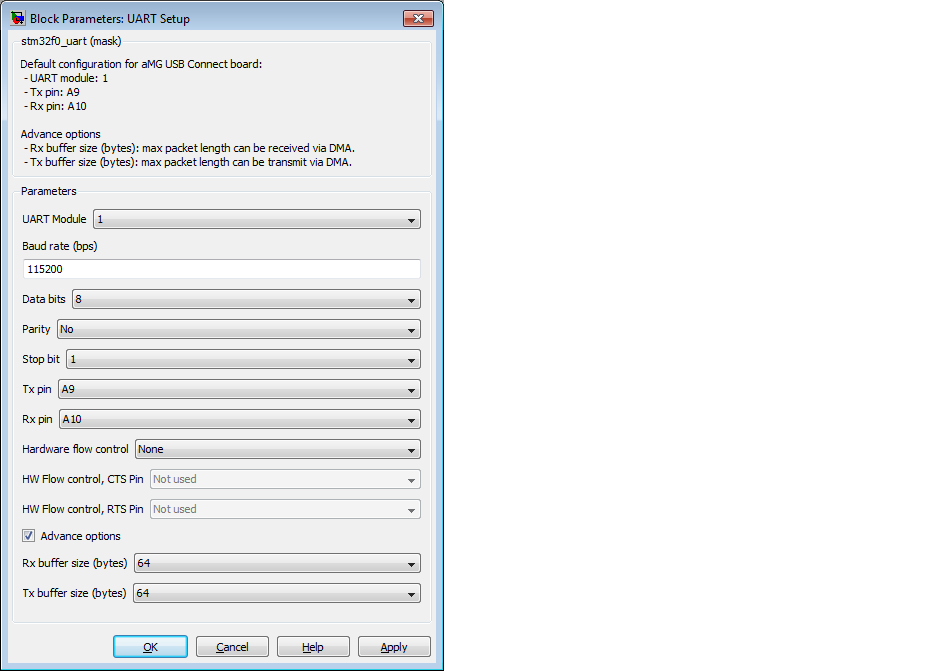 Block Parameters: UART Setup
stm32f0_uart (mask)
Default configuration for aMG USB Connect board:
- UART module: 1
- Tx pin: A9
- Rx pin: A10
Advance options
- Rx buffer size (bytes): max packet length can be received via DMA.
- Tx buffer size (bytes): max packet length can be transmit via DMA.
Parameters
UART Module 1
Baud rate (bps)
115200
Data bits 8
Parity No
Stop bit 1
Tx pin A9
Rx pin A10
Hardware flow control None
HW Flow control, CTS Pin Not used
HW Flow control, RTS Pin Not used
Advance options
Rx buffer size (bytes) 64
Tx buffer size (bytes) 64
OK Cancel Help Apply